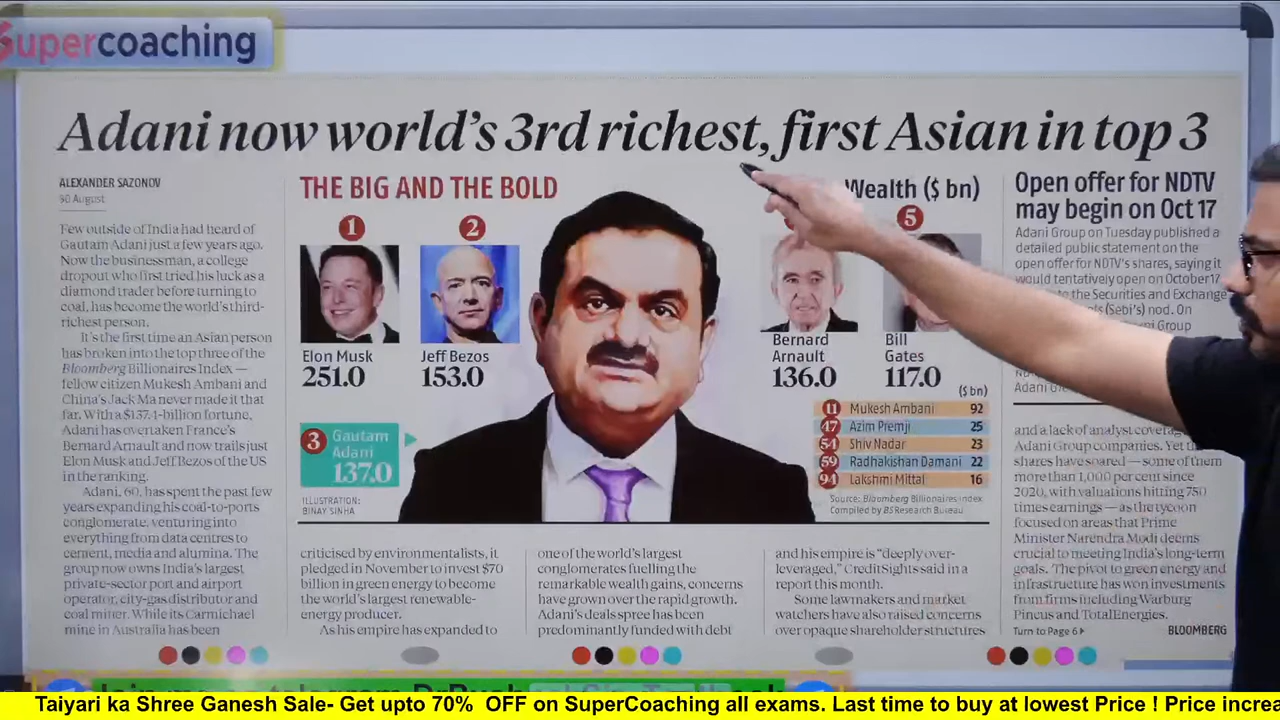 Supercoaching
Adani now world's 3rd richest, first Asian in top 3
ALEXANDER SAZONOV
30 August
Few outside of India had heard of
Gautam Adani just a few years ago.
Now the businessman, a college
dropout who first tried his luck as a
diamond trader before turning to
coal, has become the world's third-
richest person.
It's the first time an Asian person
has broken into the top three of the
Bloomberg Billionaires Index —
fellow citizen Mukesh Ambani and
China's Jack Ma never made it that
far. With a $137.4-billion fortune,
Adani has overtaken France's
Bernard Arnault and now trails just
Elon Musk and Jeff Bezos of the US
in the ranking.
Adani, 60, has spent the past few
years expanding his coal-to-ports
conglomerate, venturing into
everything from data centres to
cement, media and alumina. The
group now owns India's largest
private-sector port and airport
operator, city-gas distributor and
coal miner. While its Carmichael
mine in Australia has been
THE BIG AND THE BOLD
Wealth ($ bn)
1
2
5
Elon Musk
251.0
Jeff Bezos
153.0
Bernard
Arnault
136.0
Bill
Gates
117.0
3 Gautam
Adani
137.0
ILLUSTRATION:
BINAY SINHA
($ bn)
11 Mukesh Ambani 92
47 Azim Premji 25
54 Shiv Nadar 23
59 Radhakishan Damani 22
94 Lakshmi Mittal 16
Source: Bloomberg Billionaires Index
Compiled by BS Research Bureau
criticised by environmentalists, it
pledged in November to invest $70
billion in green energy to become
the world's largest renewable-
energy producer.
As his empire has expanded to
one of the world's largest
conglomerates fuelling the
remarkable wealth gains, concerns
have grown over the rapid growth.
Adani's deals spree has been
predominantly funded with debt
and his empire is "deeply over-
leveraged," CreditSights said in a
report this month.
Some lawmakers and market
watchers have also raised concerns
over opaque shareholder structures
Open offer for NDTV
may begin on Oct 17
Adani Group on Tuesday published a
detailed public statement on the
open offer for NDTV's shares, saying it
would tentatively open on October 17
to the Securities and Exchange
(Sebi's) nod. On
Group
Adani
and a lack of analyst coverage
Adani Group companies. Yet the
shares have soared — some of them
more than 1,000 per cent since
2020, with valuations hitting 750
times earnings — as the tycoon
focused on areas that Prime
Minister Narendra Modi deems
crucial to meeting India's long-term
goals. The pivot to green energy and
infrastructure has won investments
from firms including Warburg
Pincus and TotalEnergies.
Turn to Page 6
BLOOMBERG
Taiyari ka Shree Ganesh Sale- Get upto 70% OFF on SuperCoaching all exams. Last time to buy at lowest Price ! Price increa